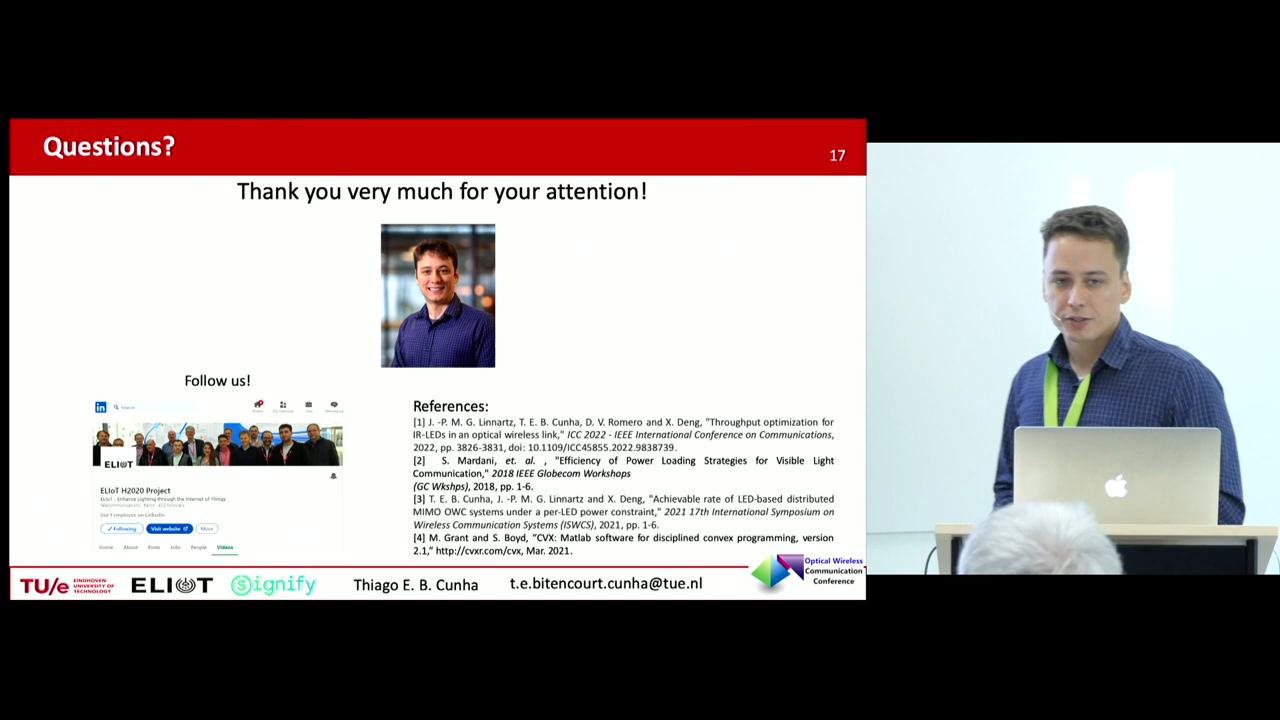 Questions?
17
Thank you very much for your attention!
Follow us!
in
Search
ELIOT
ELIoT H2020 Project
ELIoT - Enhance Lighting through the Internet of Things
Telecommunications · Berlin · 412 followers
See 1 employee on LinkedIn
✓ Following
Visit website
More
Home About Posts Jobs People Videos
References:
[1] J. -P. M. G. Linnartz, T. E. B. Cunha, D. V. Romero and X. Deng, "Throughput optimization for
IR-LEDs in an optical wireless link," ICC 2022 - IEEE International Conference on Communications,
2022, pp. 3826-3831, doi: 10.1109/ICC45855.2022.9838739.
[2] S. Mardani, et. al. , "Efficiency of Power Loading Strategies for Visible Light
Communication," 2018 IEEE Globecom Workshops
(GC Wkshps), 2018, pp. 1-6.
[3] T. E. B. Cunha, J. -P. M. G. Linnartz and X. Deng, "Achievable rate of LED-based distributed
MIMO OWC systems under a per-LED power constraint," 2021 17th International Symposium on
Wireless Communication Systems (ISWCS), 2021, pp. 1-6.
[4] M. Grant and S. Boyd, “CVX: Matlab software for disciplined convex programming, version
2.1,” http://cvxr.com/cvx, Mar. 2021.
TU/e EINDHOVEN
UNIVERSITY OF
TECHNOLOGY
ELIOT
signify
Thiago E. B. Cunha
t.e.bitencourt.cunha@tue.nl
Optical Wireless
Communication
Conference